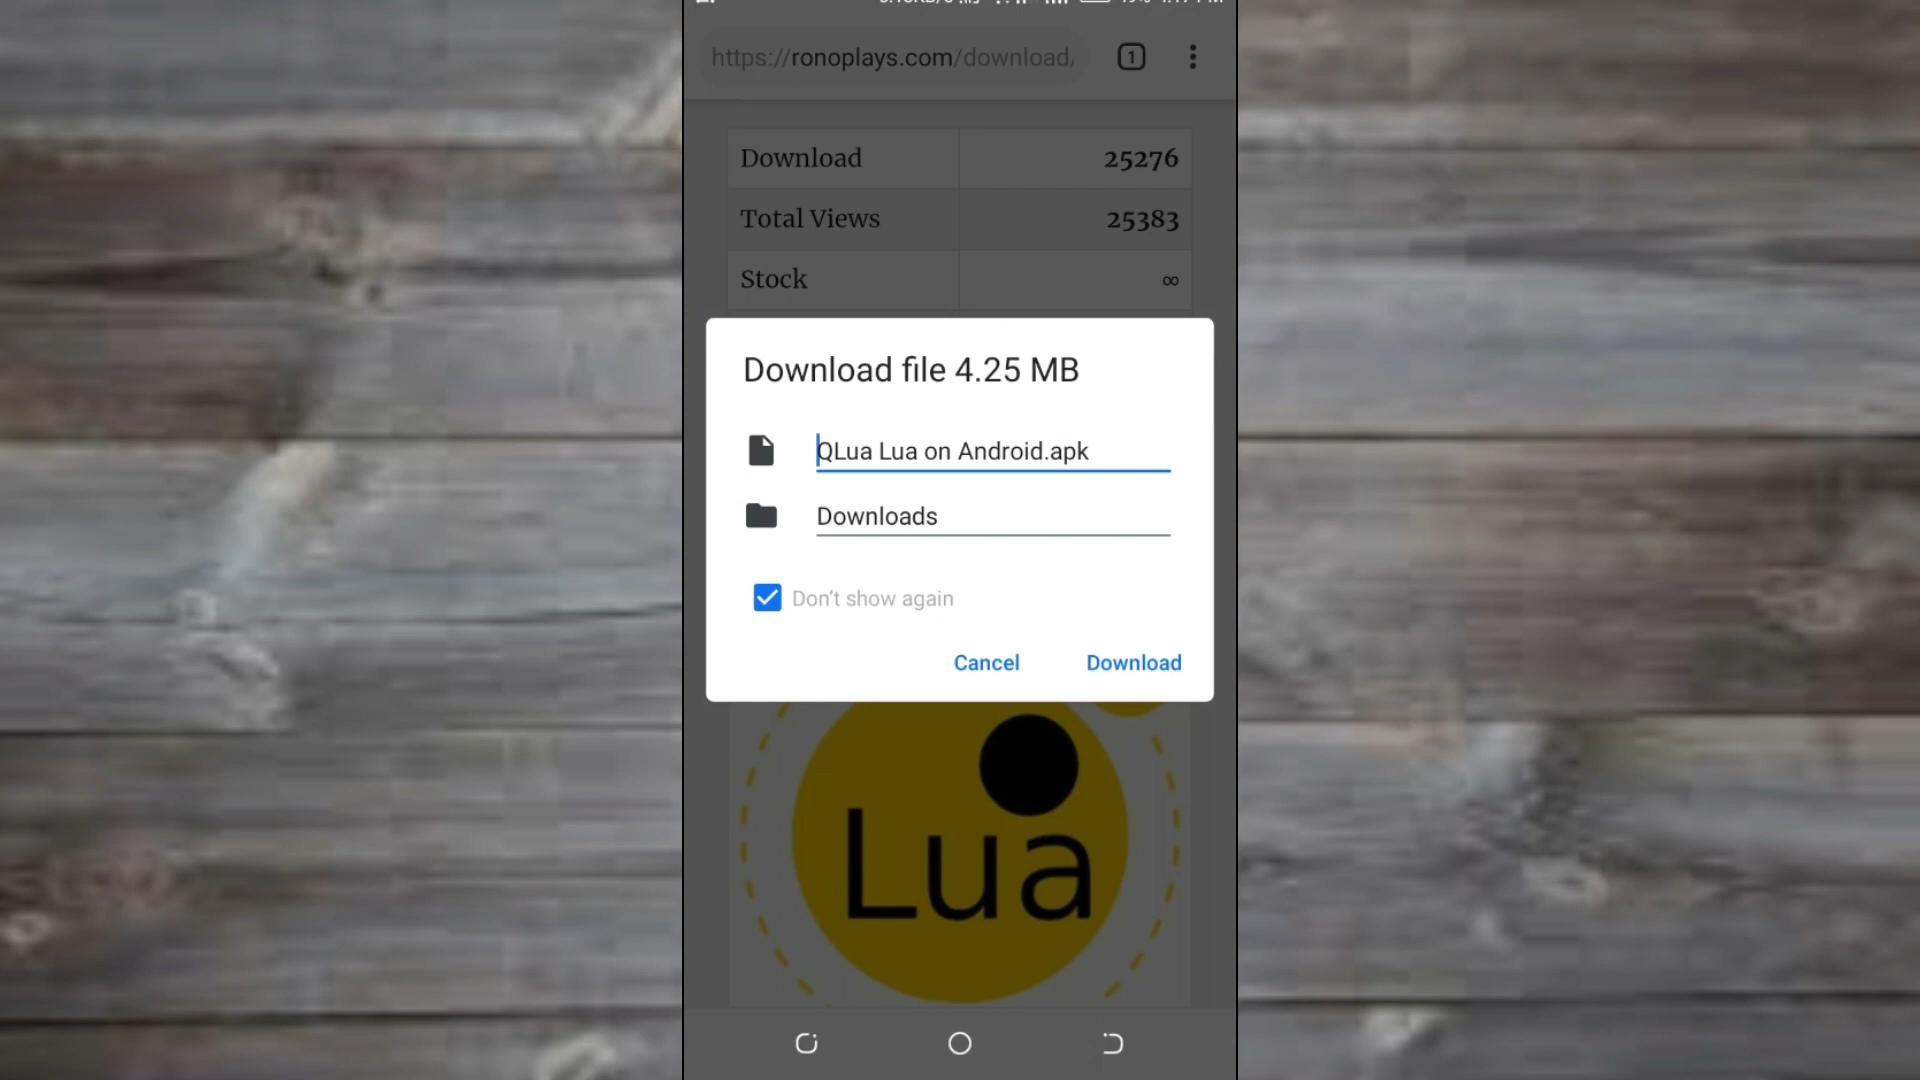 https://ronoplays.com/download,
1
Download 25276
Total Views 25383
Stock ∞
Download file 4.25 MB
QLua Lua on Android.apk
Downloads
Don't show again
Cancel Download
Lua